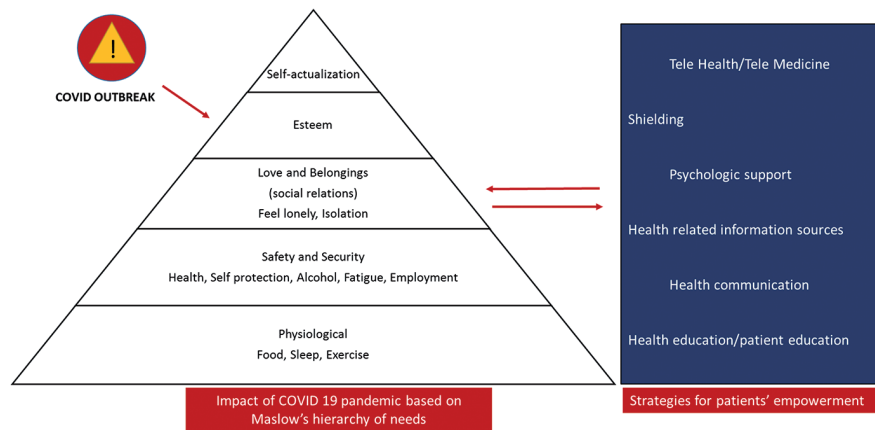 !
COVID OUTBREAK
Self-actualization
Esteem
Love and Belongings
(social relations)
Feel lonely, Isolation
Safety and Security
Health, Self protection, Alcohol, Fatigue, Employment
Physiological
Food, Sleep, Exercise
Impact of COVID 19 pandemic based on
Maslow's hierarchy of needs
Tele Health/Tele Medicine
Shielding
Psychologic support
Health related information sources
Health communication
Health education/patient education
Strategies for patients' empowerment